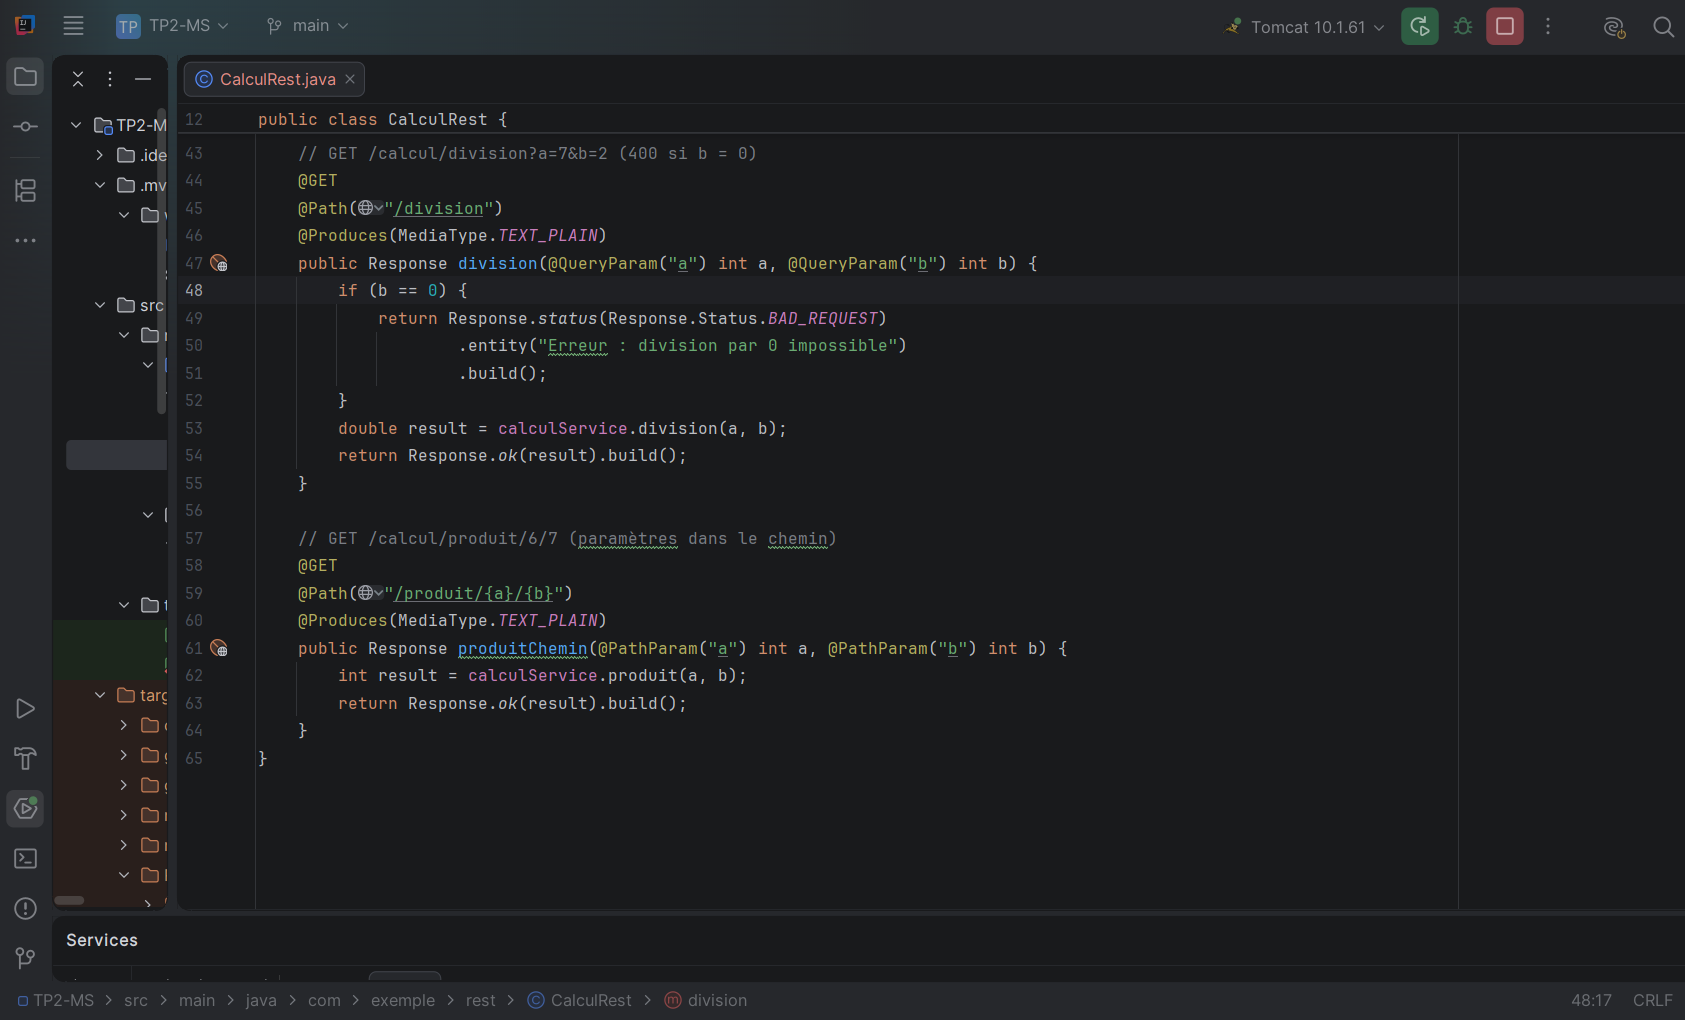 TP TP2-MS main Tomcat 10.1.61
CalculRest.java
TP2-M
.ide
.mv
src
targ
12 public class CalculRest {
43 // GET /calcul/division?a=7&b=2 (400 si b = 0)
44 @GET
45 @Path("/division")
46 @Produces(MediaType.TEXT_PLAIN)
47 public Response division(@QueryParam("a") int a, @QueryParam("b") int b) {
48 if (b == 0) {
49 return Response.status(Response.Status.BAD_REQUEST)
50 .entity("Erreur : division par 0 impossible")
51 .build();
52 }
53 double result = calculService.division(a, b);
54 return Response.ok(result).build();
55 }
56
57 // GET /calcul/produit/6/7 (paramètres dans le chemin)
58 @GET
59 @Path("/produit/{a}/{b}")
60 @Produces(MediaType.TEXT_PLAIN)
61 public Response produitChemin(@PathParam("a") int a, @PathParam("b") int b) {
62 int result = calculService.produit(a, b);
63 return Response.ok(result).build();
64 }
65 }
Services
TP2-MS > src > main > java > com > exemple > rest > CalculRest > division 48:17 CRLF